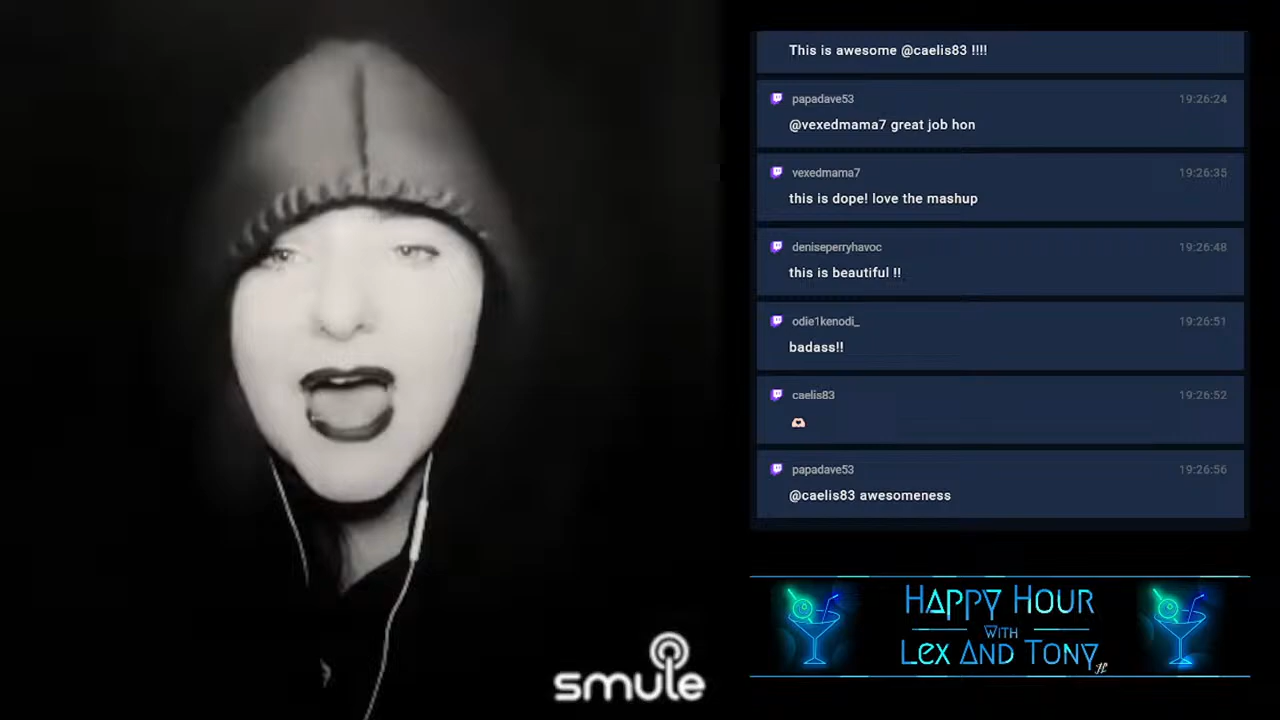 This is awesome @caelis83 !!!!
papadave53 19:26:24
@vexedmama7 great job hon
vexedmama7 19:26:35
this is dope! love the mashup
deniseperryhavoc 19:26:48
this is beautiful !!
odie1kenodi_ 19:26:51
badass!!
caelis83 19:26:52
papadave53 19:26:56
@caelis83 awesomeness
HAPPY HOUR
WITH
LEX AND TONY
smule